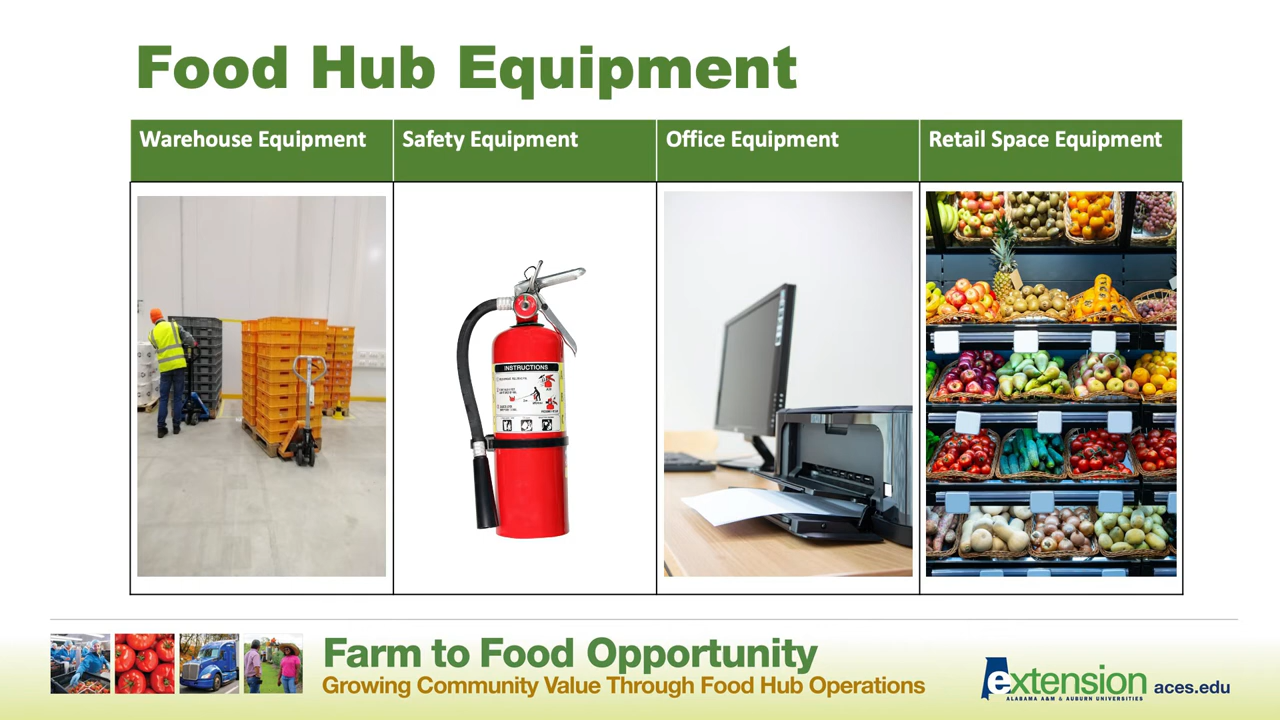 Food Hub Equipment
Warehouse Equipment
Safety Equipment
Office Equipment
Retail Space Equipment
INSTRUCTIONS
Farm to Food Opportunity
Growing Community Value Through Food Hub Operations
extension
ALABAMA A&M & AUBURN UNIVERSITIES
aces.edu